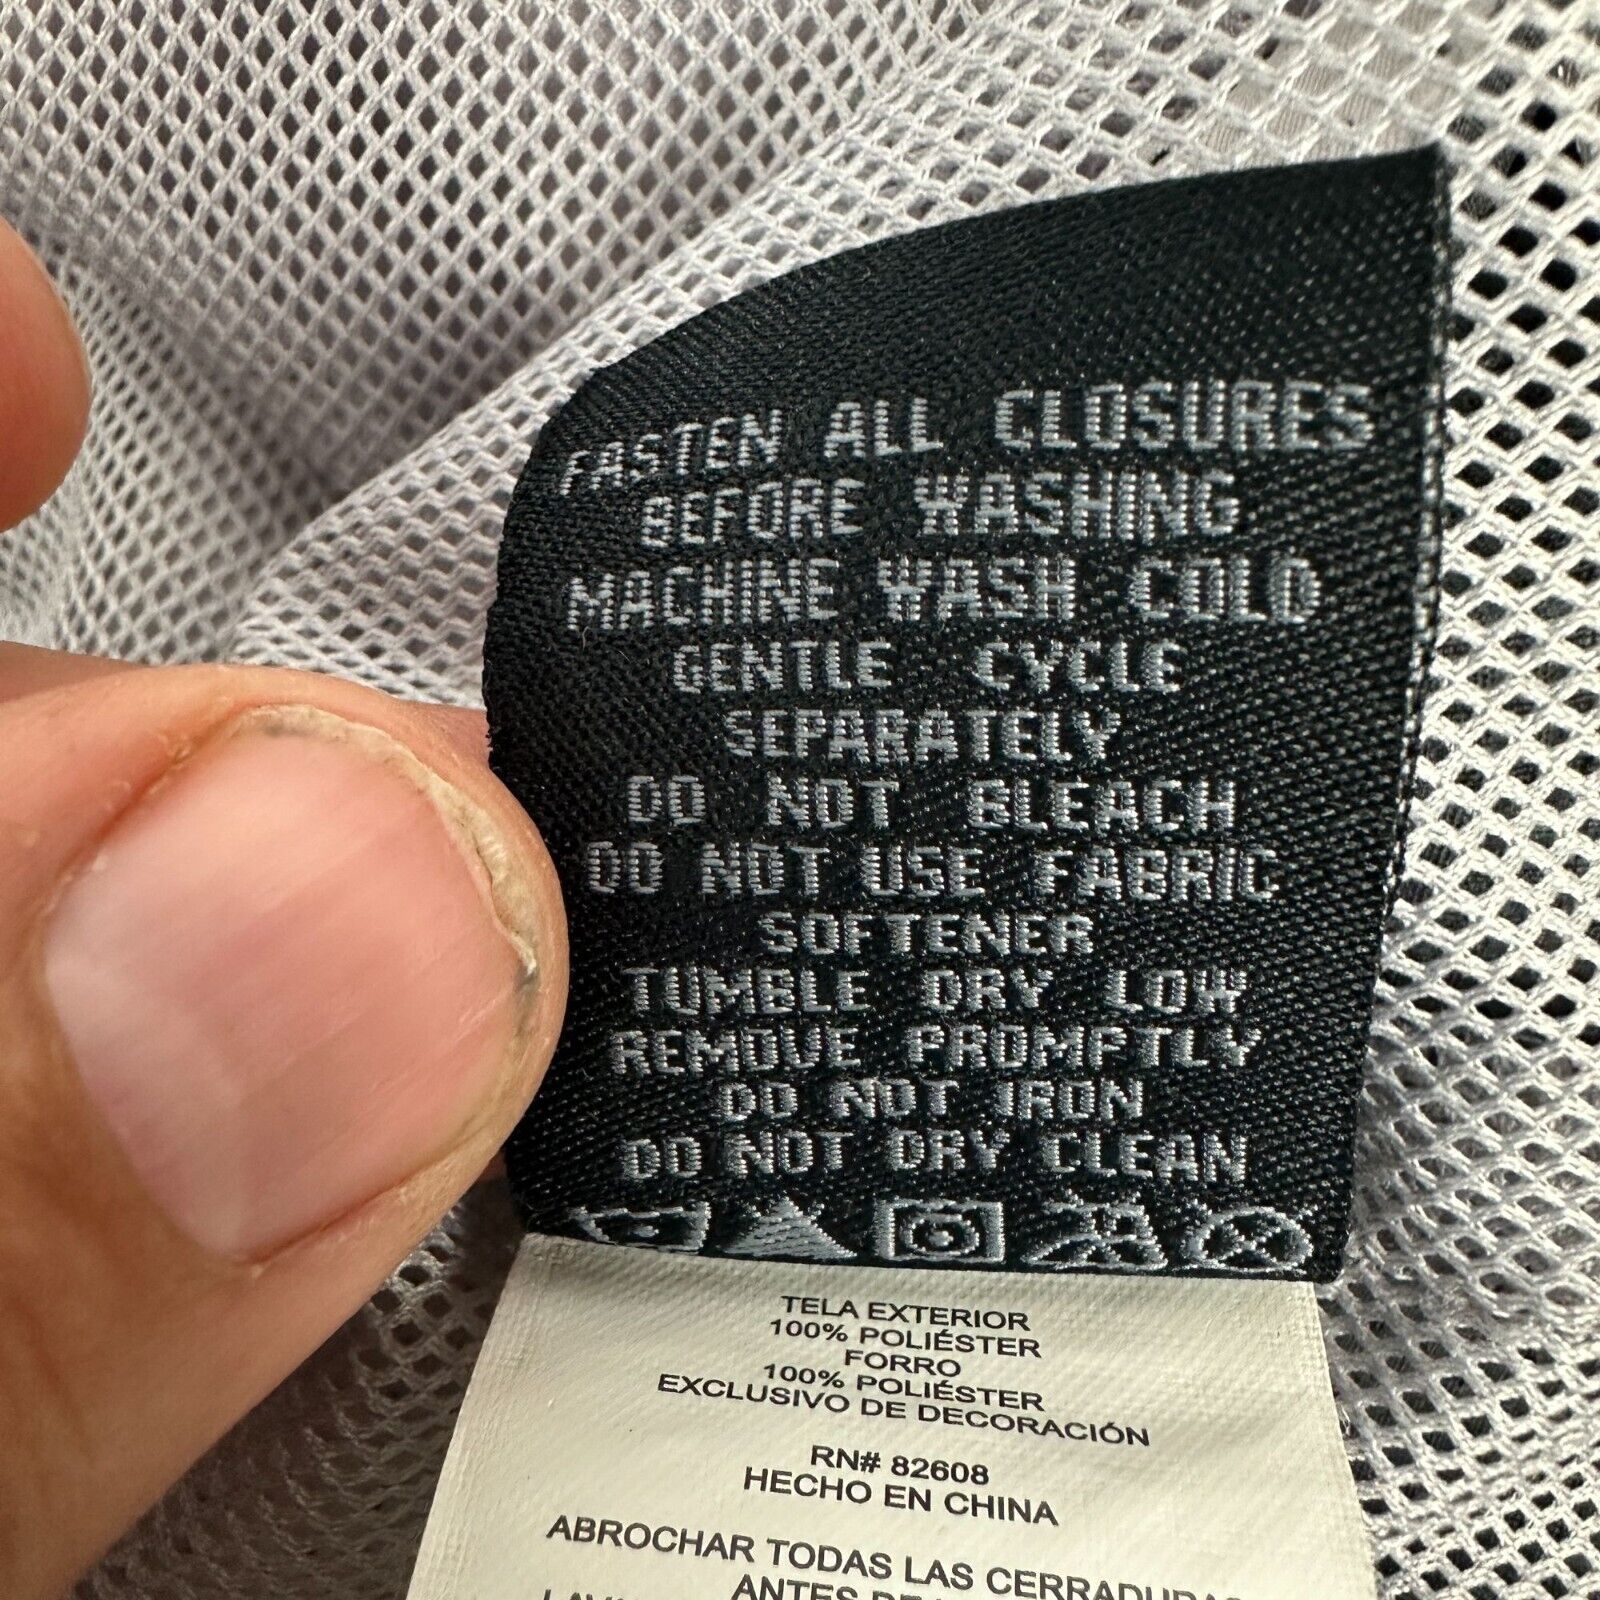 FASTEN ALL CLOSURES
BEFORE WASHING
MACHINE WASH COLD
GENTLE CYCLE
SEPARATELY
DO NOT BLEACH
DO NOT USE FABRIC
SOFTENER
TUMBLE DRY LOW
REMOVE PROMPTLY
DO NOT IRON
DO NOT DRY CLEAN
TELA EXTERIOR
100% POLIÉSTER
FORRO
100% POLIÉSTER
EXCLUSIVO DE DECORACIÓN
RN# 82608
HECHO EN CHINA
ABROCHAR TODAS LAS
ANTES DE